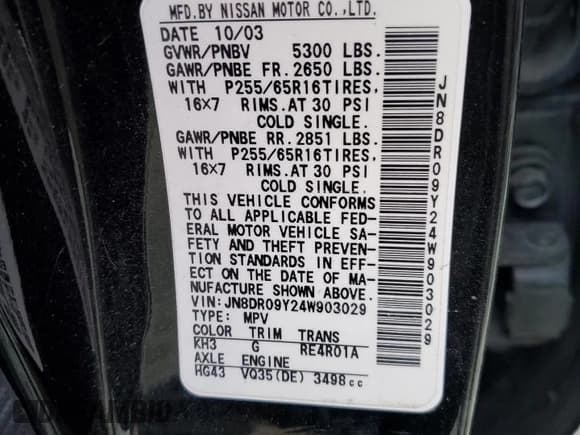 MFD.BY NISSAN MOTOR CO.,LTD.
DATE 10/03
GVWR/PNBV 5300 LBS.
GAWR/PNBE FR. 2650 LBS.
WITH P255/65R16TIRES,
16×7 RIMS.AT 30 PSI
COLD SINGLE.
GAWR/PNBE RR. 2851 LBS.
WITH P255/65R16TIRES,
16×7 RIMS.AT 30 PSI
COLD SINGLE.
THIS VEHICLE CONFORMS
TO ALL APPLICABLE FED-
ERAL MOTOR VEHICLE SA-
FETY AND THEFT PREVEN-
TION STANDARDS IN EFF-
ECT ON THE DATE OF MA-
NUFACTURE SHOWN ABOVE.
VIN: JN8DR09Y24W903029
TYPE: MPV
COLOR TRIM TRANS
KH3 G RE4R01A
AXLE ENGINE
HG43 VQ35(DE) 3498cc
JN8DR09Y24W903029